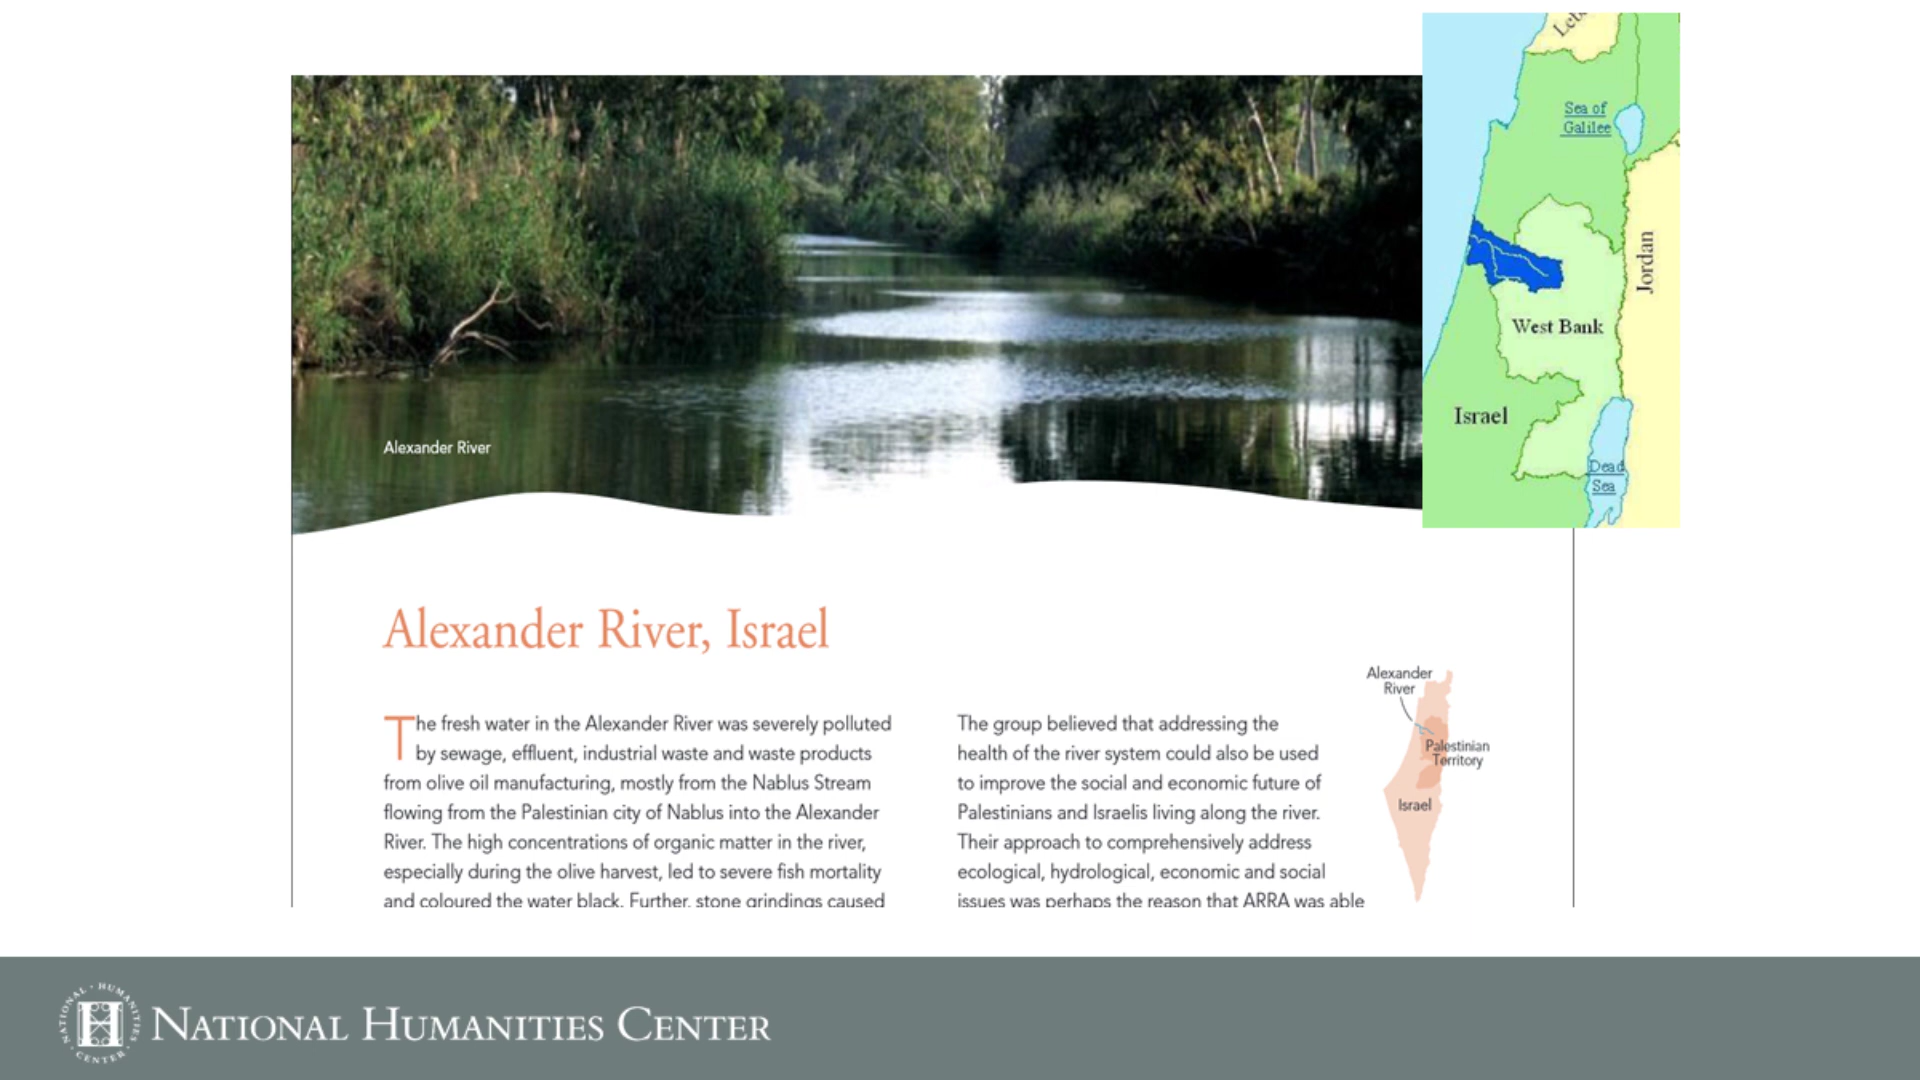 Sea of
Galilee
Jordan
West Bank
Israel
Dead
Sea
Alexander River
Alexander River, Israel
The fresh water in the Alexander River was severely polluted
by sewage, effluent, industrial waste and waste products
from olive oil manufacturing, mostly from the Nablus Stream
flowing from the Palestinian city of Nablus into the Alexander
River. The high concentrations of organic matter in the river,
especially during the olive harvest, led to severe fish mortality
and coloured the water black. Further, stone grindings caused
The group believed that addressing the
health of the river system could also be used
to improve the social and economic future of
Palestinians and Israelis living along the river.
Their approach to comprehensively address
ecological, hydrological, economic and social
issues was perhaps the reason that ARRA was able
Alexander
River
Palestinian
Territory
Israel
NATIONAL · HUMANITIES · CENTER ·
NATIONAL HUMANITIES CENTER